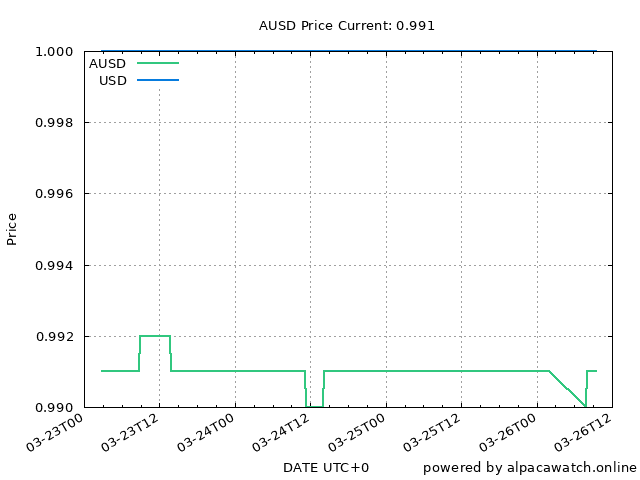 AUSD Price Current: 0.991
1.000
AUSD
USD
0.998
0.996
Price
0.994
0.992
0.990
03-23T00 03-23T12 03-24T00 03-24T12 03-25T00 03-25T12 03-26T00 03-26T12
DATE UTC+0 powered by alpacawatch.online